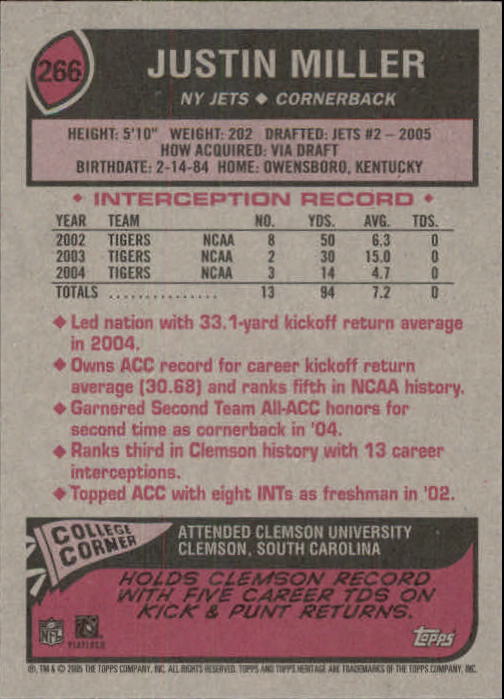 266
JUSTIN MILLER
NY JETS ◆ CORNERBACK
HEIGHT: 5'10" WEIGHT: 202 DRAFTED: JETS #2 – 2005
HOW ACQUIRED: VIA DRAFT
BIRTHDATE: 2-14-84 HOME: OWENSBORO, KENTUCKY
◆ INTERCEPTION RECORD ◆
YEAR TEAM NO. YDS. AVG. TDS.
2002 TIGERS NCAA 8 50 6.3 0
2003 TIGERS NCAA 2 30 15.0 0
2004 TIGERS NCAA 3 14 4.7 0
TOTALS ............... 13 94 7.2 0
◆ Led nation with 33.1-yard kickoff return average
in 2004.
◆ Owns ACC record for career kickoff return
average (30.68) and ranks fifth in NCAA history.
◆ Garnered Second Team All-ACC honors for
second time as cornerback in '04.
◆ Ranks third in Clemson history with 13 career
interceptions.
◆ Topped ACC with eight INTs as freshman in '02.
COLLEGE
CORNER
ATTENDED CLEMSON UNIVERSITY
CLEMSON, SOUTH CAROLINA
HOLDS CLEMSON RECORD
WITH FIVE CAREER TDS ON
KICK & PUNT RETURNS.
NFL
PLAYERS
topps
®, TM & © 2005 THE TOPPS COMPANY, INC. ALL RIGHTS RESERVED. TOPPS AND TOPPS HERITAGE ARE TRADEMARKS OF THE TOPPS COMPANY, INC.